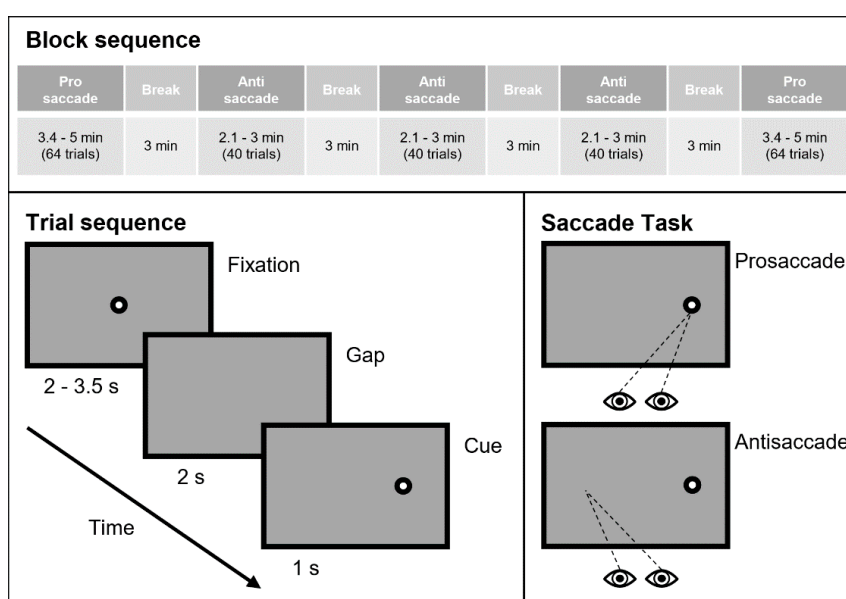 Block sequence
Pro saccade Break Anti saccade Break Anti saccade Break Anti saccade Break Pro saccade
3.4 - 5 min (64 trials) 3 min 2.1 - 3 min (40 trials) 3 min 2.1 - 3 min (40 trials) 3 min 2.1 - 3 min (40 trials) 3 min 3.4 - 5 min (64 trials)
Trial sequence
Fixation
2 - 3.5 s
Gap
2 s
Cue
1 s
Time
Saccade Task
Prosaccade
Antisaccade